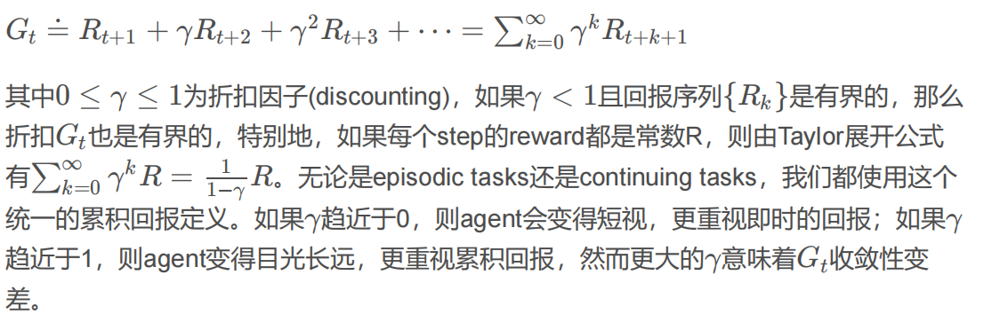 $G_t \doteq R_{t+1} + \gamma R_{t+2} + \gamma^2 R_{t+3} + \cdots = \sum_{k=0}^{\infty} \gamma^k R_{t+k+1}$
其中$0 \leq \gamma \leq 1$为折扣因子(discounting)，如果$\gamma < 1$且回报序列$\{R_k\}$是有界的，那么
折扣$G_t$也是有界的，特别地，如果每个step的reward都是常数R，则由Taylor展开公式
有$\sum_{k=0}^{\infty} \gamma^k R = \frac{1}{1-\gamma} R$。无论是episodic tasks还是continuing tasks，我们都使用这个
统一的累积回报定义。如果$\gamma$趋近于0，则agent会变得短视，更重视即时的回报；如果$\gamma$
趋近于1，则agent变得目光长远，更重视累积回报，然而更大的$\gamma$意味着$G_t$收敛性变
差。